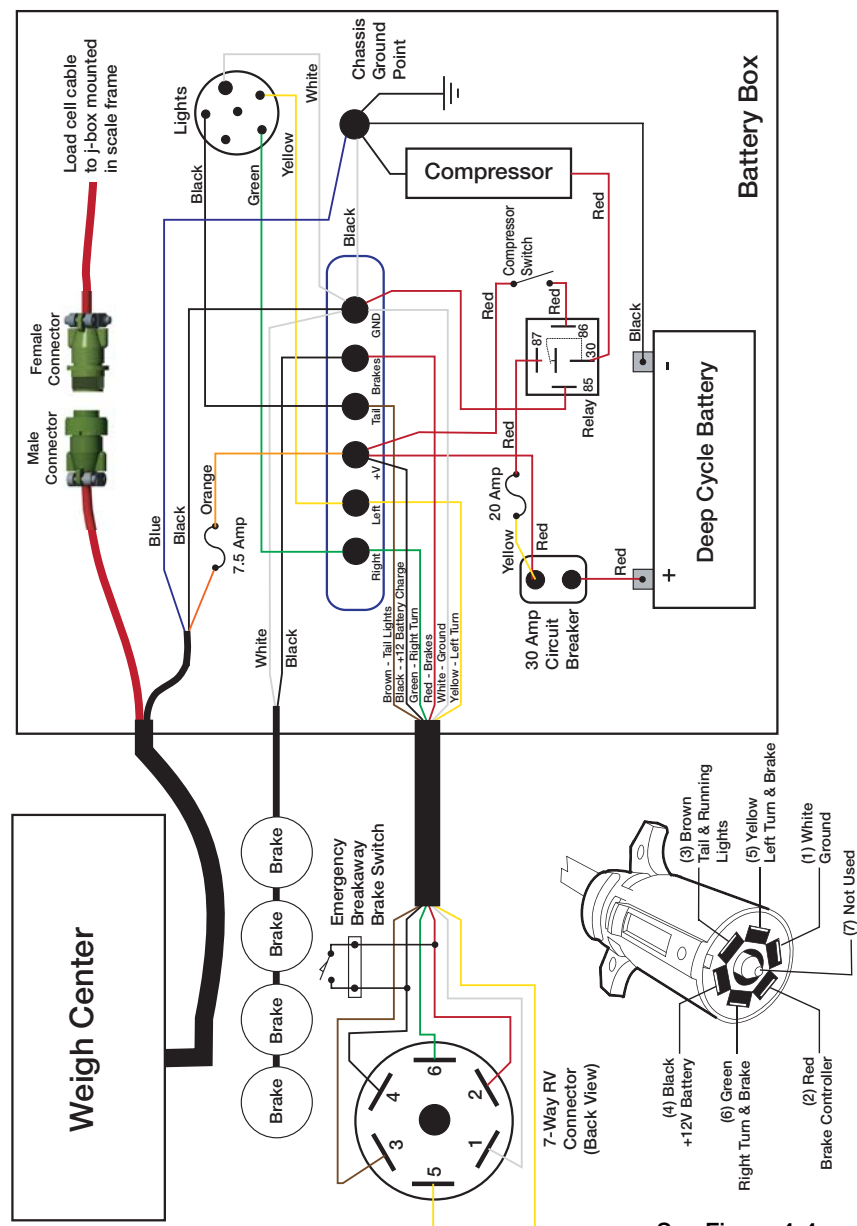 Battery Box
Load cell cable
to j-box mounted
in scale frame
Female
Connector
Male
Connector
Lights
Chassis
Ground
Point
White
Black
Green
Yellow
Compressor
Black
Blue
Black
Orange
7.5 Amp
Red
Compressor
Switch
Red
Red
Black
GND
Brakes
Tail
+V
Left
Right
87
86
30
85
Relay
Red
20 Amp
Yellow
Red
30 Amp
Circuit
Breaker
Red
-
+
Deep Cycle Battery
White
Black
Brown - Tail Lights
Black - +12 Battery Charge
Green - Right Turn
Red - Brakes
White - Ground
Yellow - Left Turn
Weigh Center
Brake
Brake
Brake
Brake
Emergency
Breakaway
Brake Switch
4
6
2
1
5
3
7-Way RV
Connector
(Back View)
(3) Brown
Tail & Running
Lights
(5) Yellow
Left Turn & Brake
(1) White
Ground
(7) Not Used
(4) Black
+12V Battery
(6) Green
Right Turn & Brake
(2) Red
Brake Controller